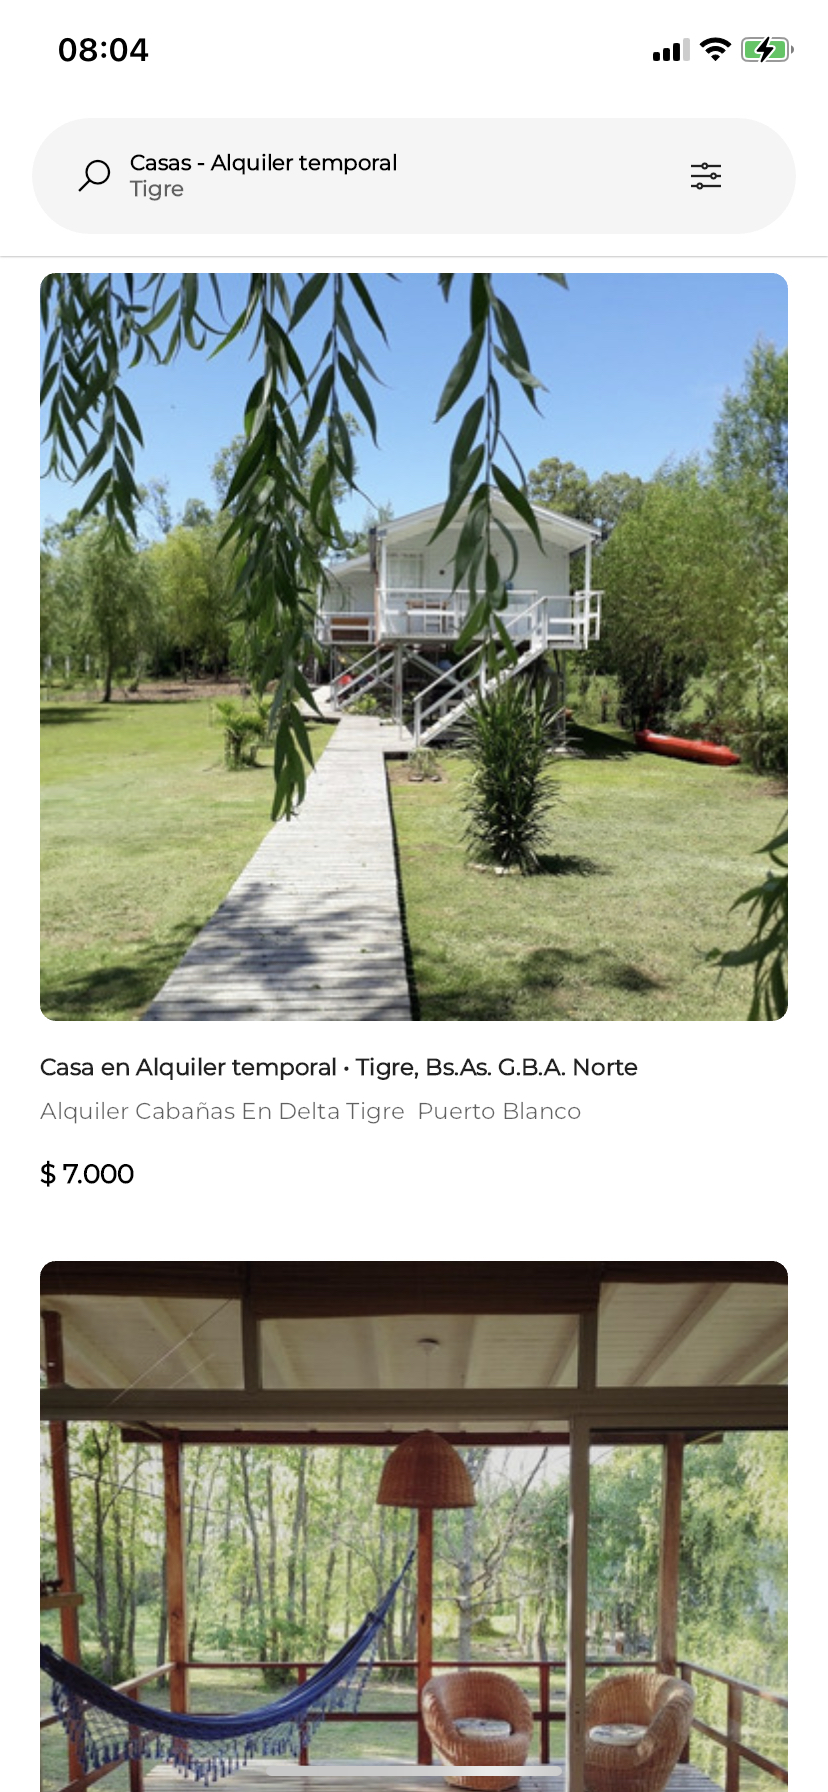 08:04
Casas - Alquiler temporal
Tigre
Casa en Alquiler temporal • Tigre, Bs.As. G.B.A. Norte
Alquiler Cabañas En Delta Tigre  Puerto Blanco
$ 7.000